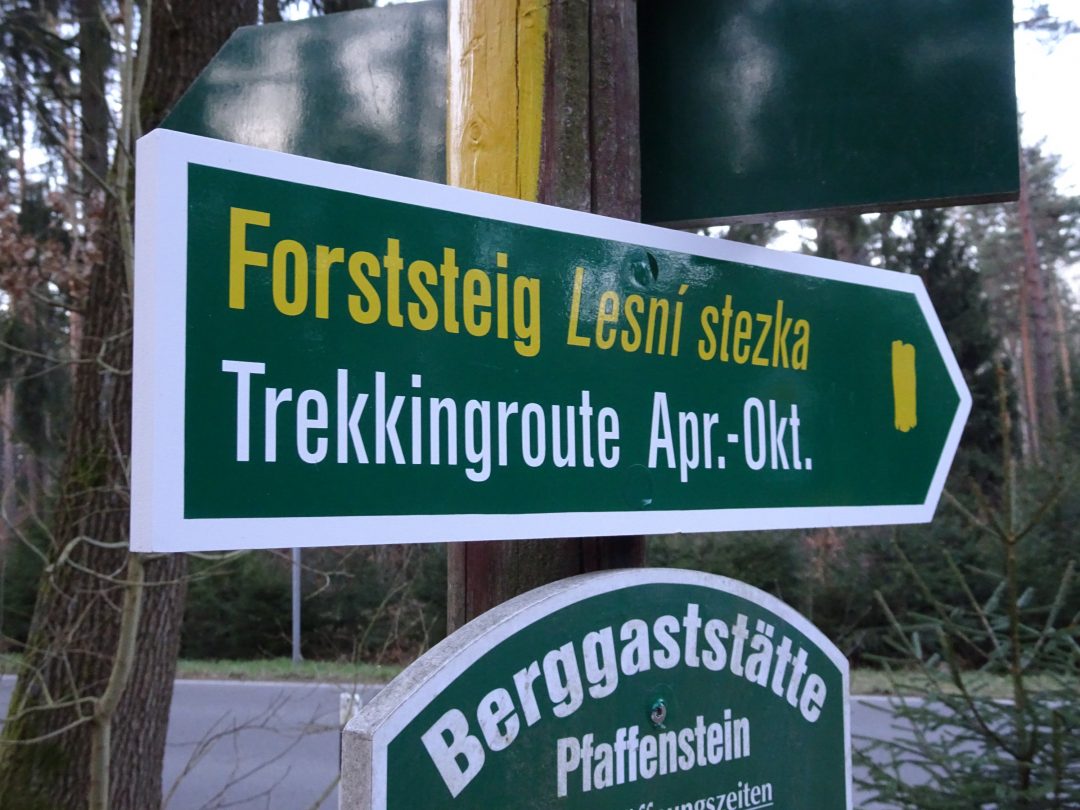 Forststeig Lesní stezka
Trekkingroute Apr.-Okt.
Berggaststätte
Pfaffenstein